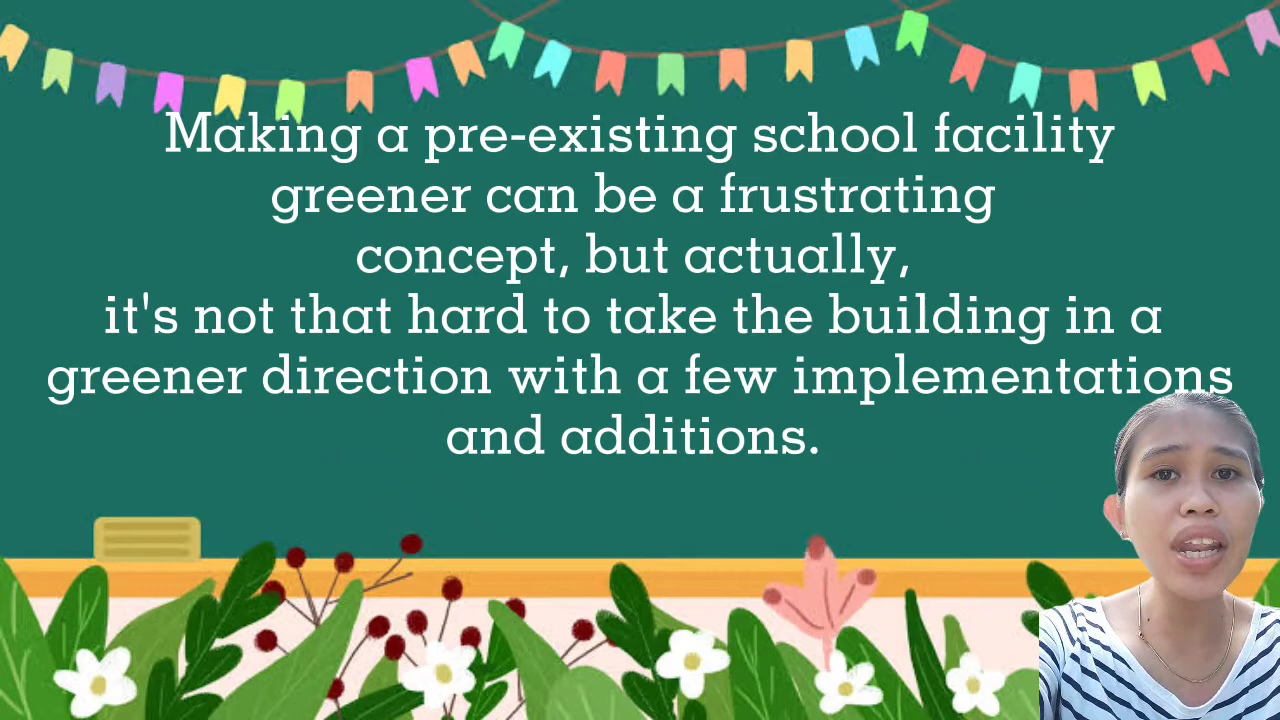 Making a pre-existing school facility
greener can be a frustrating
concept, but actually,
it's not that hard to take the building in a
greener direction with a few implementations
and additions.